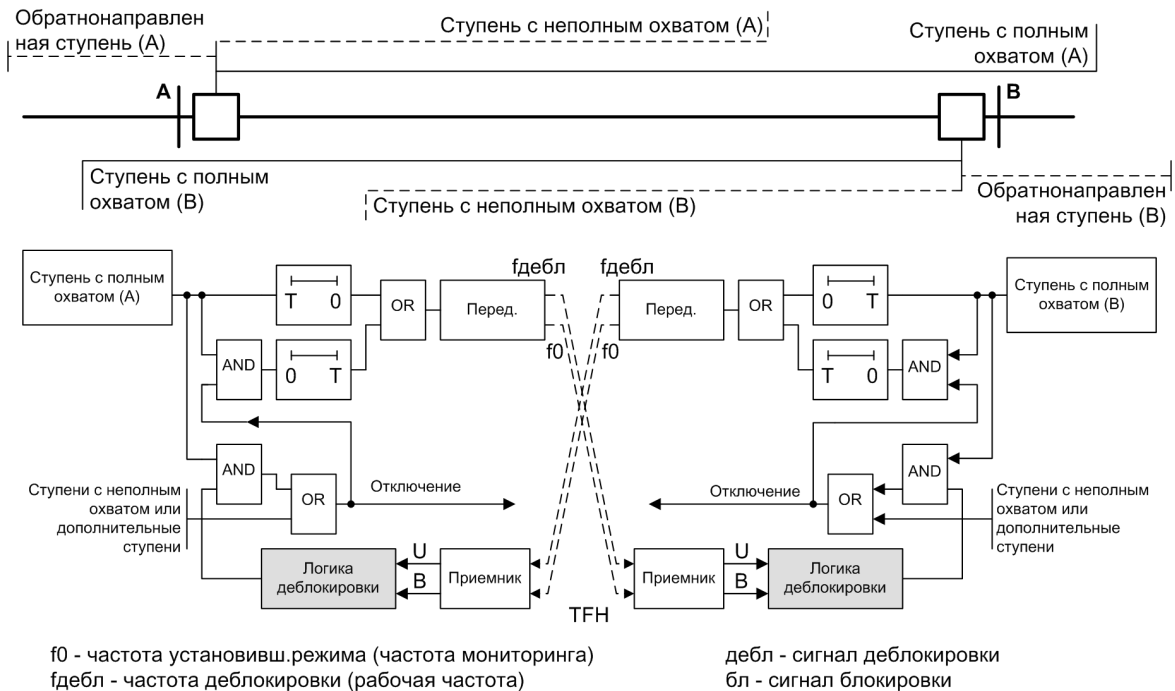 Обратнонаправлен
ная ступень (А)
Ступень с неполным охватом (А)
Ступень с полным
охватом (А)
A
B
Ступень с полным
охватом (В)
Ступень с неполным охватом (В)
Обратнонаправлен
ная ступень (В)
Ступень с полным
охватом (А)
T 0
OR
Перед.
fдебл
f0
fдебл
f0
Перед.
OR
0 T
Ступень с полным
охватом (В)
AND
0 T
T 0
AND
AND
OR
Отключение
Отключение
OR
AND
Ступени с неполным
охватом или
дополнительные
ступени
Ступени с неполным
охватом или
дополнительные
ступени
Логика
деблокировки
U
B
Приемник
Приемник
U
B
Логика
деблокировки
TFH
f0 - частота установивш.режима (частота мониторинга)
fдебл - частота деблокировки (рабочая частота)
дебл - сигнал деблокировки
бл - сигнал блокировки